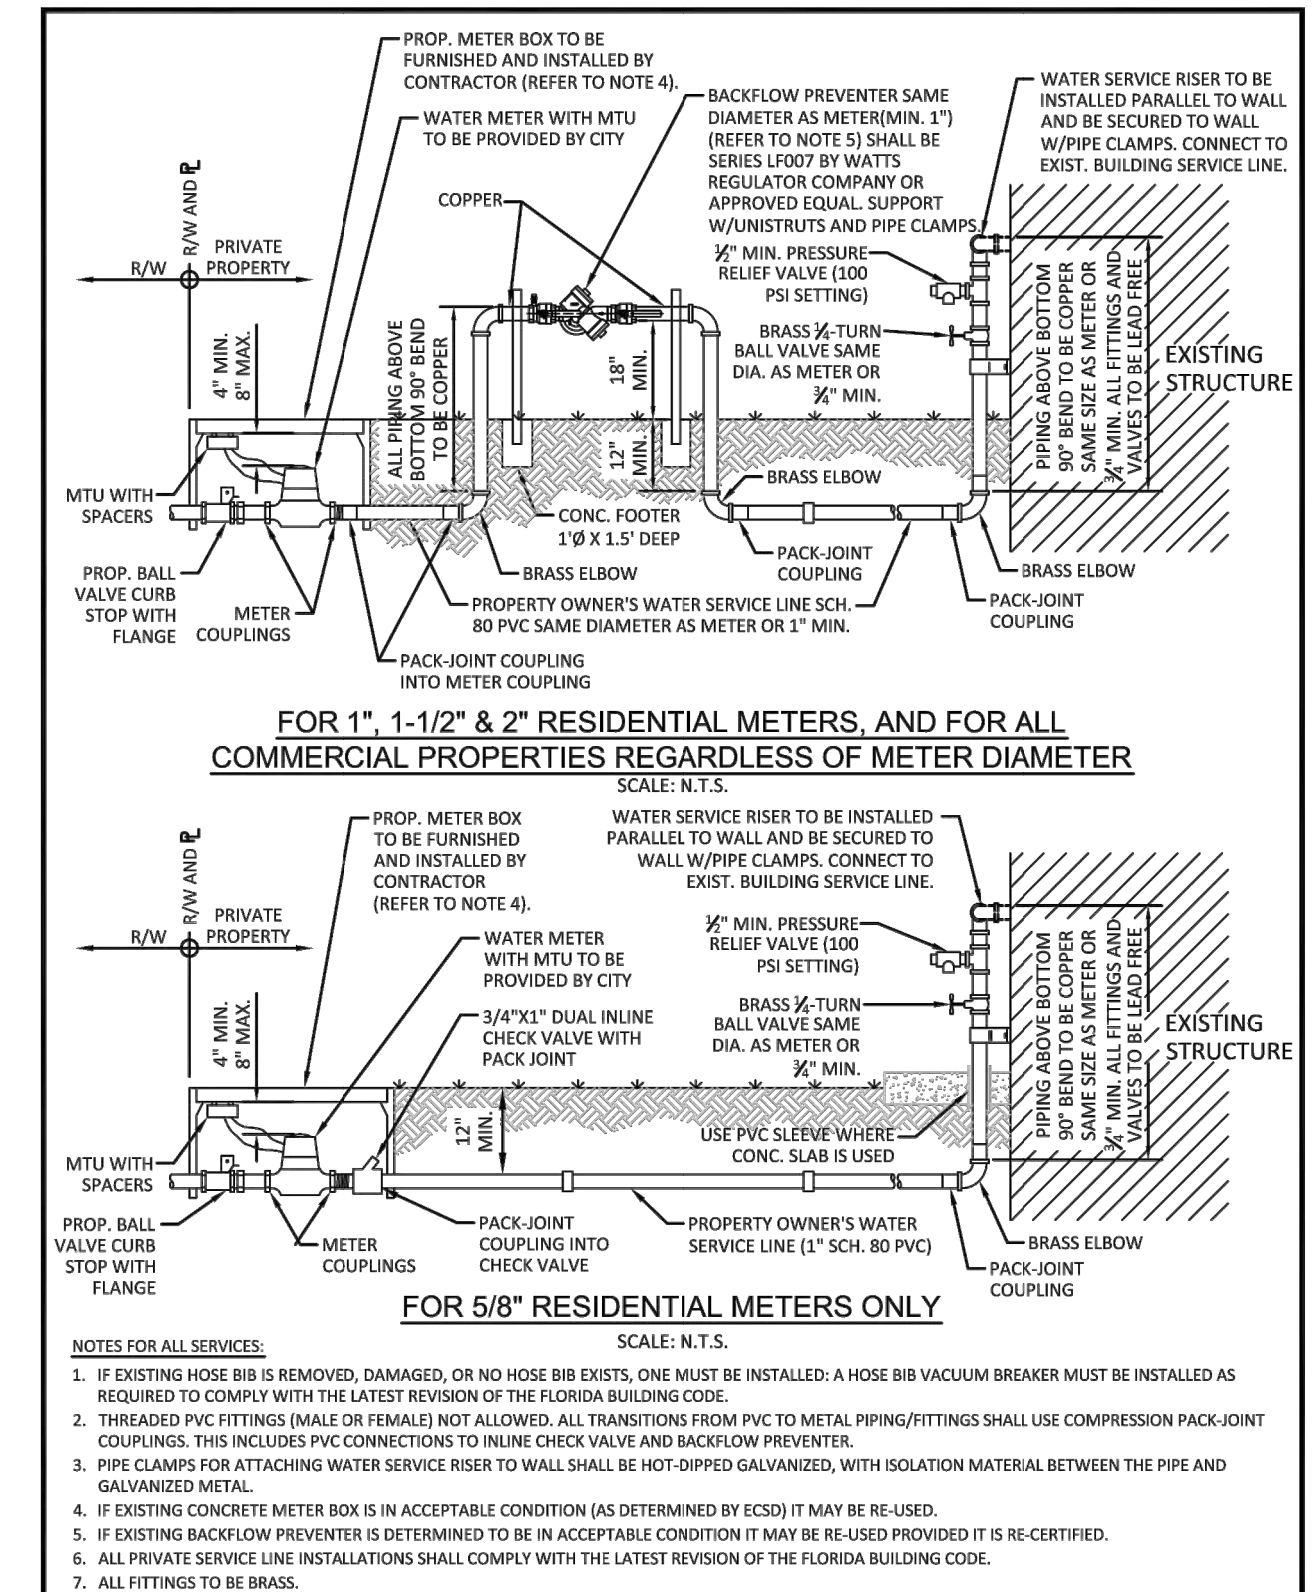 PROP. METER BOX TO BE
FURNISHED AND INSTALLED BY
CONTRACTOR (REFER TO NOTE 4).
WATER METER WITH MTU
TO BE PROVIDED BY CITY
BACKFLOW PREVENTER SAME
DIAMETER AS METER(MIN. 1")
(REFER TO NOTE 5) SHALL BE
SERIES LF007 BY WATTS
REGULATOR COMPANY OR
APPROVED EQUAL. SUPPORT
W/UNISTRUTS AND PIPE CLAMPS.
WATER SERVICE RISER TO BE
INSTALLED PARALLEL TO WALL
AND BE SECURED TO WALL
W/PIPE CLAMPS. CONNECT TO
EXIST. BUILDING SERVICE LINE.
COPPER
R/W AND PL
R/W
PRIVATE
PROPERTY
½" MIN. PRESSURE
RELIEF VALVE (100
PSI SETTING)
BRASS ¼-TURN
BALL VALVE SAME
DIA. AS METER OR
¾" MIN.
4" MIN.
8" MAX.
ALL PIPING ABOVE
BOTTOM 90° BEND
TO BE COPPER
18"
MIN.
12"
MIN.
PIPING ABOVE BOTTOM
90° BEND TO BE COPPER
SAME SIZE AS METER OR
¾" MIN. ALL FITTINGS AND
VALVES TO BE LEAD FREE
EXISTING
STRUCTURE
MTU WITH
SPACERS
PROP. BALL
VALVE CURB
STOP WITH
FLANGE
METER
COUPLINGS
BRASS ELBOW
CONC. FOOTER
1'Ø X 1.5' DEEP
BRASS ELBOW
PACK-JOINT
COUPLING
BRASS ELBOW
PACK-JOINT
COUPLING
PROPERTY OWNER'S WATER SERVICE LINE SCH.
80 PVC SAME DIAMETER AS METER OR 1" MIN.
PACK-JOINT COUPLING
INTO METER COUPLING
FOR 1", 1-1/2" & 2" RESIDENTIAL METERS, AND FOR ALL
COMMERCIAL PROPERTIES REGARDLESS OF METER DIAMETER
SCALE: N.T.S.
PROP. METER BOX
TO BE FURNISHED
AND INSTALLED BY
CONTRACTOR
(REFER TO NOTE 4).
WATER SERVICE RISER TO BE INSTALLED
PARALLEL TO WALL AND BE SECURED TO
WALL W/PIPE CLAMPS. CONNECT TO
EXIST. BUILDING SERVICE LINE.
R/W AND PL
R/W
PRIVATE
PROPERTY
WATER METER
WITH MTU TO BE
PROVIDED BY CITY
3/4"X1" DUAL INLINE
CHECK VALVE WITH
PACK JOINT
½" MIN. PRESSURE
RELIEF VALVE (100
PSI SETTING)
BRASS ¼-TURN
BALL VALVE SAME
DIA. AS METER OR
¾" MIN.
4" MIN.
8" MAX.
12"
MIN.
USE PVC SLEEVE WHERE
CONC. SLAB IS USED
PIPING ABOVE BOTTOM
90° BEND TO BE COPPER
SAME SIZE AS METER OR
¾" MIN. ALL FITTINGS AND
VALVES TO BE LEAD FREE
EXISTING
STRUCTURE
MTU WITH
SPACERS
PROP. BALL
VALVE CURB
STOP WITH
FLANGE
METER
COUPLINGS
PACK-JOINT
COUPLING INTO
CHECK VALVE
PROPERTY OWNER'S WATER
SERVICE LINE (1" SCH. 80 PVC)
BRASS ELBOW
PACK-JOINT
COUPLING
FOR 5/8" RESIDENTIAL METERS ONLY
SCALE: N.T.S.
NOTES FOR ALL SERVICES:
1. IF EXISTING HOSE BIB IS REMOVED, DAMAGED, OR NO HOSE BIB EXISTS, ONE MUST BE INSTALLED: A HOSE BIB VACUUM BREAKER MUST BE INSTALLED AS
REQUIRED TO COMPLY WITH THE LATEST REVISION OF THE FLORIDA BUILDING CODE.
2. THREADED PVC FITTINGS (MALE OR FEMALE) NOT ALLOWED. ALL TRANSITIONS FROM PVC TO METAL PIPING/FITTINGS SHALL USE COMPRESSION PACK-JOINT
COUPLINGS. THIS INCLUDES PVC CONNECTIONS TO INLINE CHECK VALVE AND BACKFLOW PREVENTER.
3. PIPE CLAMPS FOR ATTACHING WATER SERVICE RISER TO WALL SHALL BE HOT-DIPPED GALVANIZED, WITH ISOLATION MATERIAL BETWEEN THE PIPE AND
GALVANIZED METAL.
4. IF EXISTING CONCRETE METER BOX IS IN ACCEPTABLE CONDITION (AS DETERMINED BY ECSD) IT MAY BE RE-USED.
5. IF EXISTING BACKFLOW PREVENTER IS DETERMINED TO BE IN ACCEPTABLE CONDITION IT MAY BE RE-USED PROVIDED IT IS RE-CERTIFIED.
6. ALL PRIVATE SERVICE LINE INSTALLATIONS SHALL COMPLY WITH THE LATEST REVISION OF THE FLORIDA BUILDING CODE.
7. ALL FITTINGS TO BE BRASS.